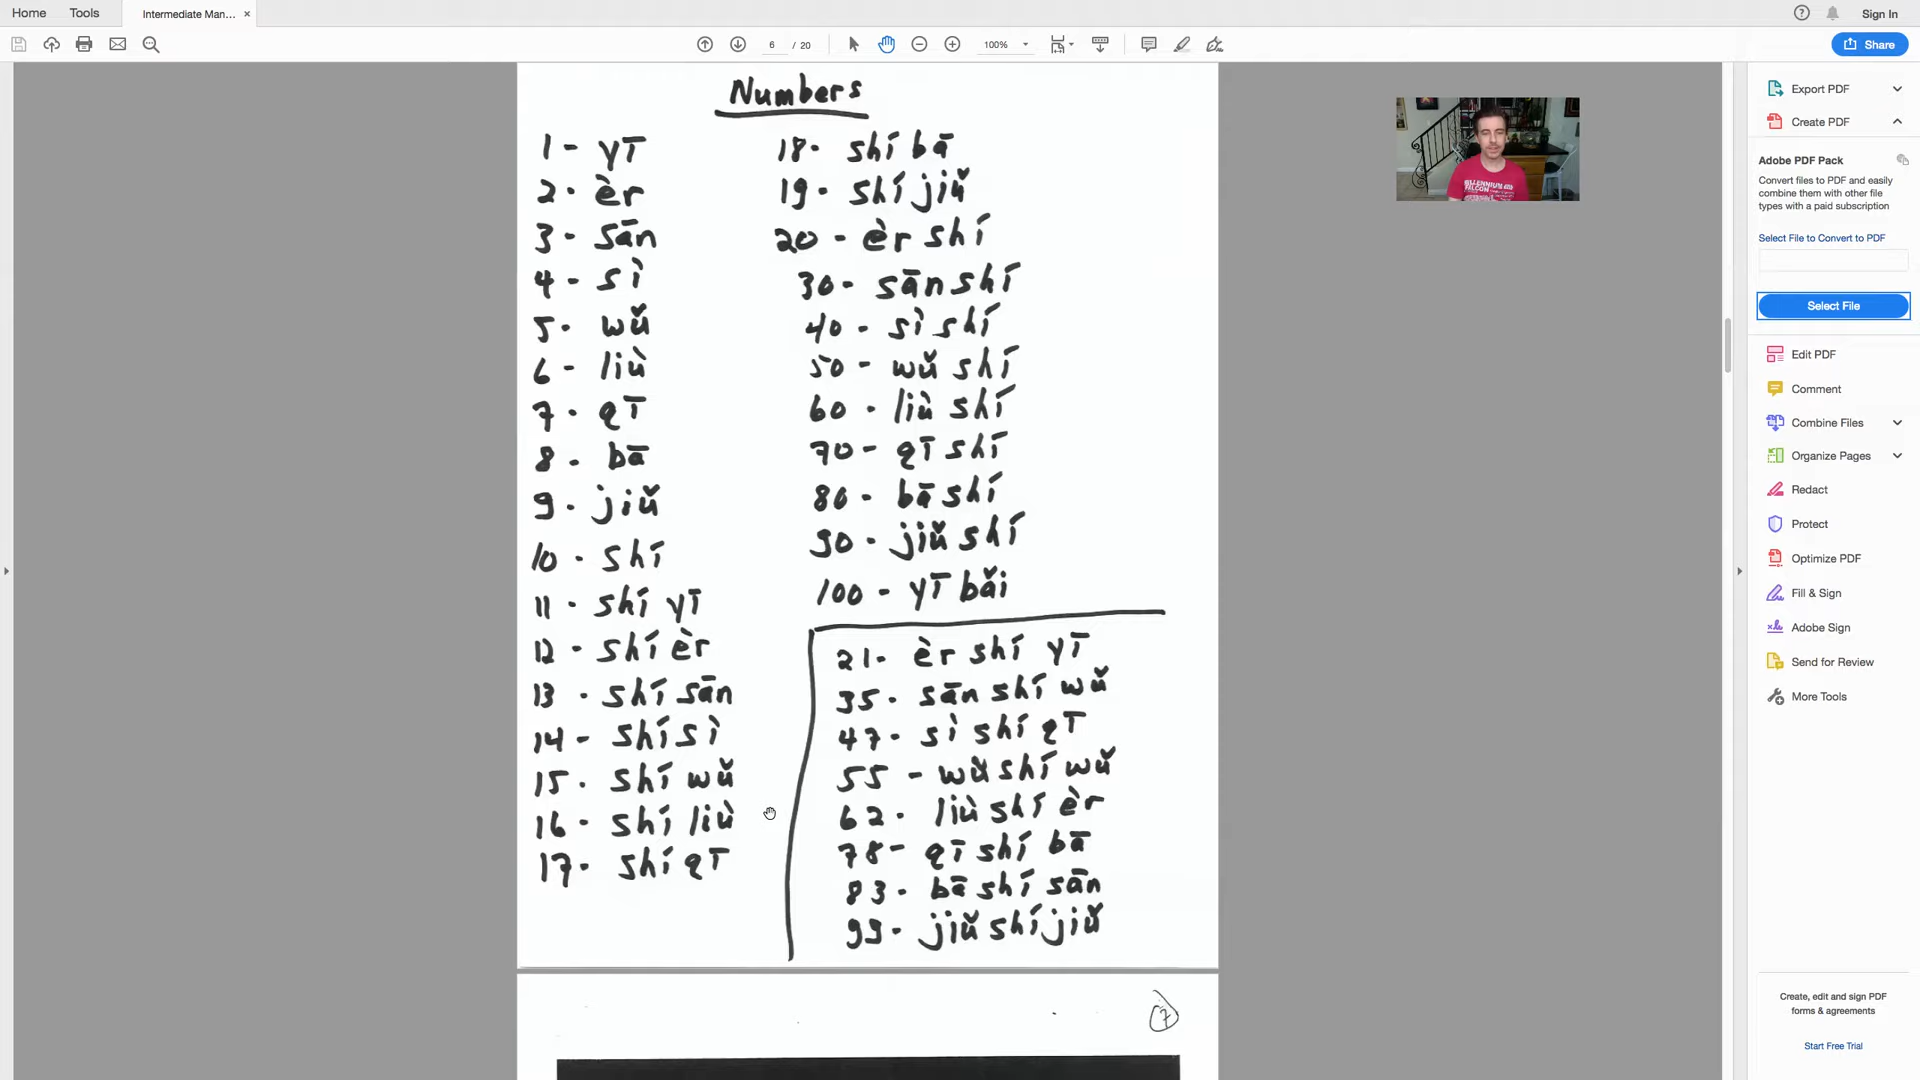 Home
Tools
Intermediate Man...
Sign In
6 / 20
100%
Share
Numbers
1 - yī
2 - èr
3 - sān
4 - sì
5 - wǔ
6 - liù
7 - qī
8 - bā
9 - jiǔ
10 - shí
11 - shí yī
12 - shí èr
13 - shí sān
14 - shí sì
15 - shí wǔ
16 - shí liù
17 - shí qī
18 - shí bā
19 - shí jiǔ
20 - èr shí
30 - sān shí
40 - sì shí
50 - wǔ shí
60 - liù shí
70 - qī shí
80 - bā shí
90 - jiǔ shí
100 - yī bǎi
21 - èr shí yī
35 - sān shí wǔ
47 - sì shí qī
55 - wǔ shí wǔ
62 - liù shí èr
78 - qī shí bā
83 - bā shí sān
99 - jiǔ shí jiǔ
7
MILLENNIUM
FALCON
Export PDF
Create PDF
Adobe PDF Pack
Convert files to PDF and easily
combine them with other file
types with a paid subscription
Select File to Convert to PDF
Select File
Edit PDF
Comment
Combine Files
Organize Pages
Redact
Protect
Optimize PDF
Fill & Sign
Adobe Sign
Send for Review
More Tools
Create, edit and sign PDF
forms & agreements
Start Free Trial